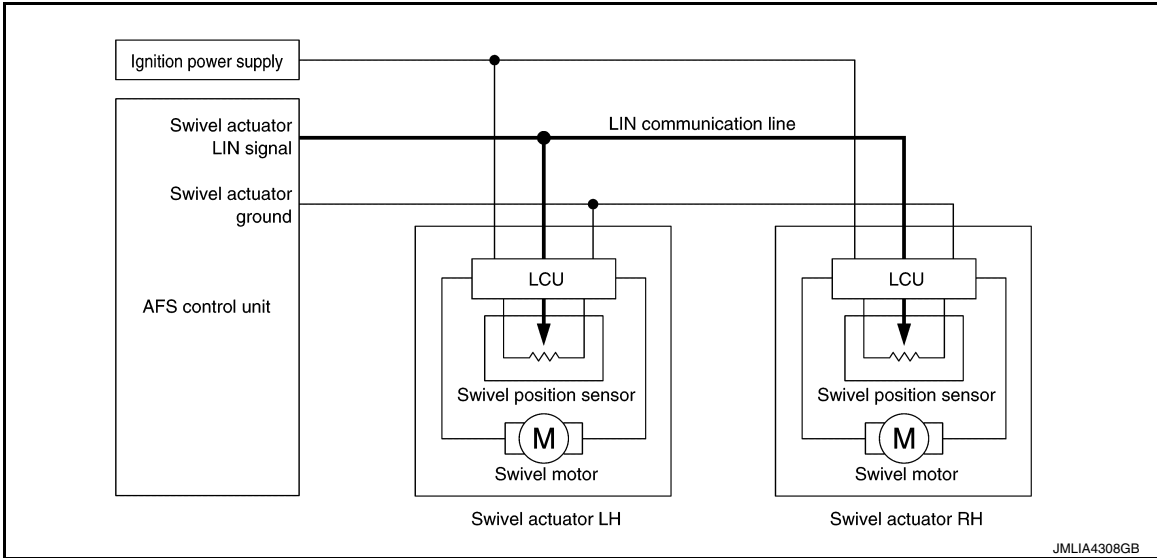 Ignition power supply
Swivel actuator
LIN signal
LIN communication line
Swivel actuator
ground
AFS control unit
LCU
Swivel position sensor
M
Swivel motor
Swivel actuator LH
LCU
Swivel position sensor
M
Swivel motor
Swivel actuator RH
JMLIA4308GB